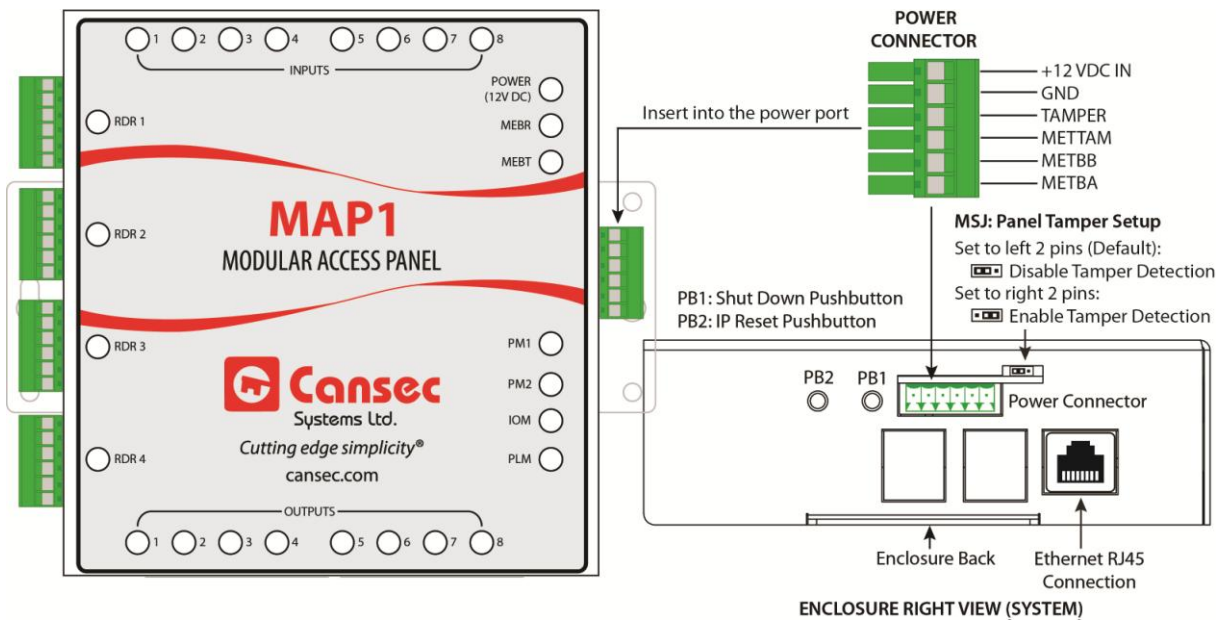 1 2 3 4 5 6 7 8
INPUTS
POWER
(12V DC)
MEBR
MEBT
RDR 1
RDR 2
RDR 3
RDR 4
MAP1
MODULAR ACCESS PANEL
PM1
PM2
IOM
PLM
Cansec
Systems Ltd.
Cutting edge simplicity®
cansec.com
OUTPUTS
1 2 3 4 5 6 7 8
Insert into the power port
POWER
CONNECTOR
+12 VDC IN
GND
TAMPER
METTAM
METBB
METBA
MSJ: Panel Tamper Setup
Set to left 2 pins (Default):
Disable Tamper Detection
Set to right 2 pins:
Enable Tamper Detection
PB1: Shut Down Pushbutton
PB2: IP Reset Pushbutton
PB2 PB1
Power Connector
Enclosure Back
Ethernet RJ45
Connection
ENCLOSURE RIGHT VIEW (SYSTEM)